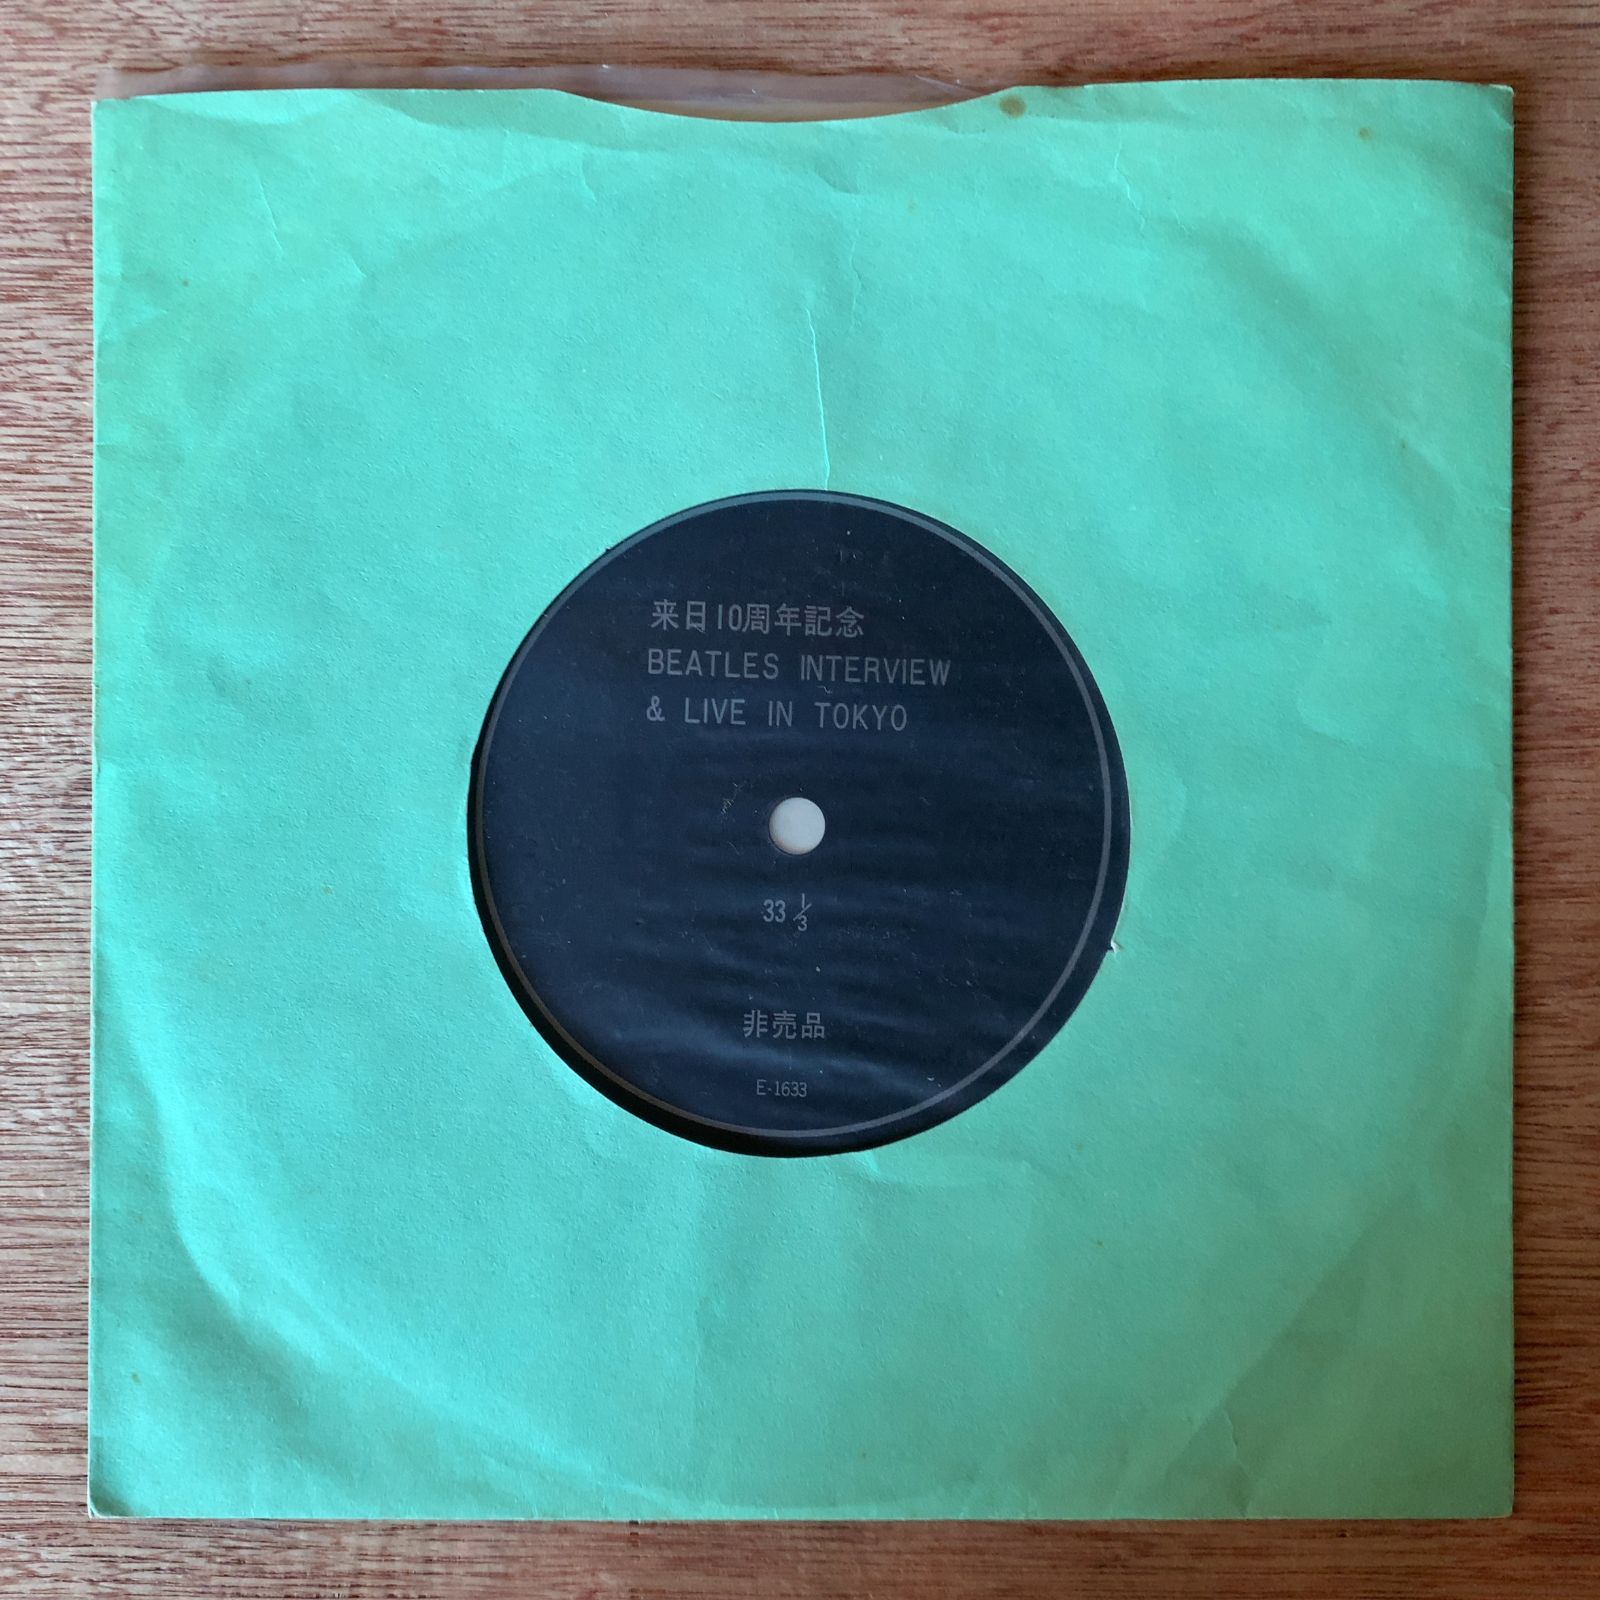 来日10周年記念
BEATLES INTERVIEW
& LIVE IN TOKYO
33 1/3
非売品
E-1633